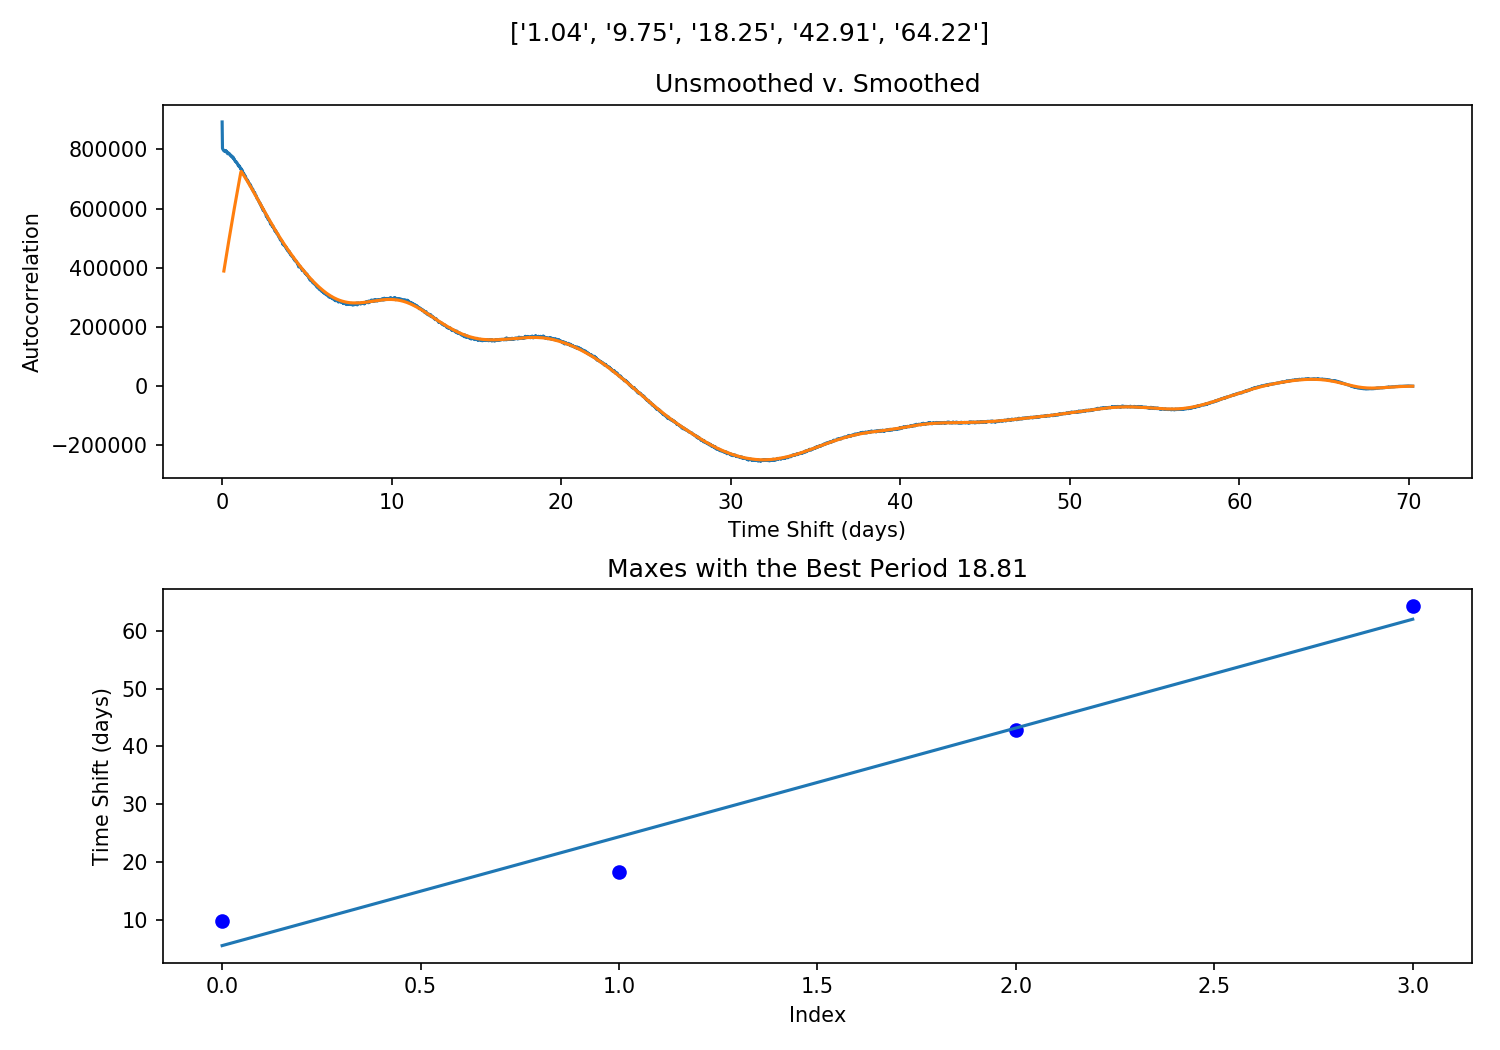 ['1.04', '9.75', '18.25', '42.91', '64.22']
Unsmoothed v. Smoothed
Autocorrelation
800000
600000
400000
200000
0
−200000
0 10 20 30 40 50 60 70
Time Shift (days)
Maxes with the Best Period 18.81
Time Shift (days)
60
50
40
30
20
10
0.0 0.5 1.0 1.5 2.0 2.5 3.0
Index